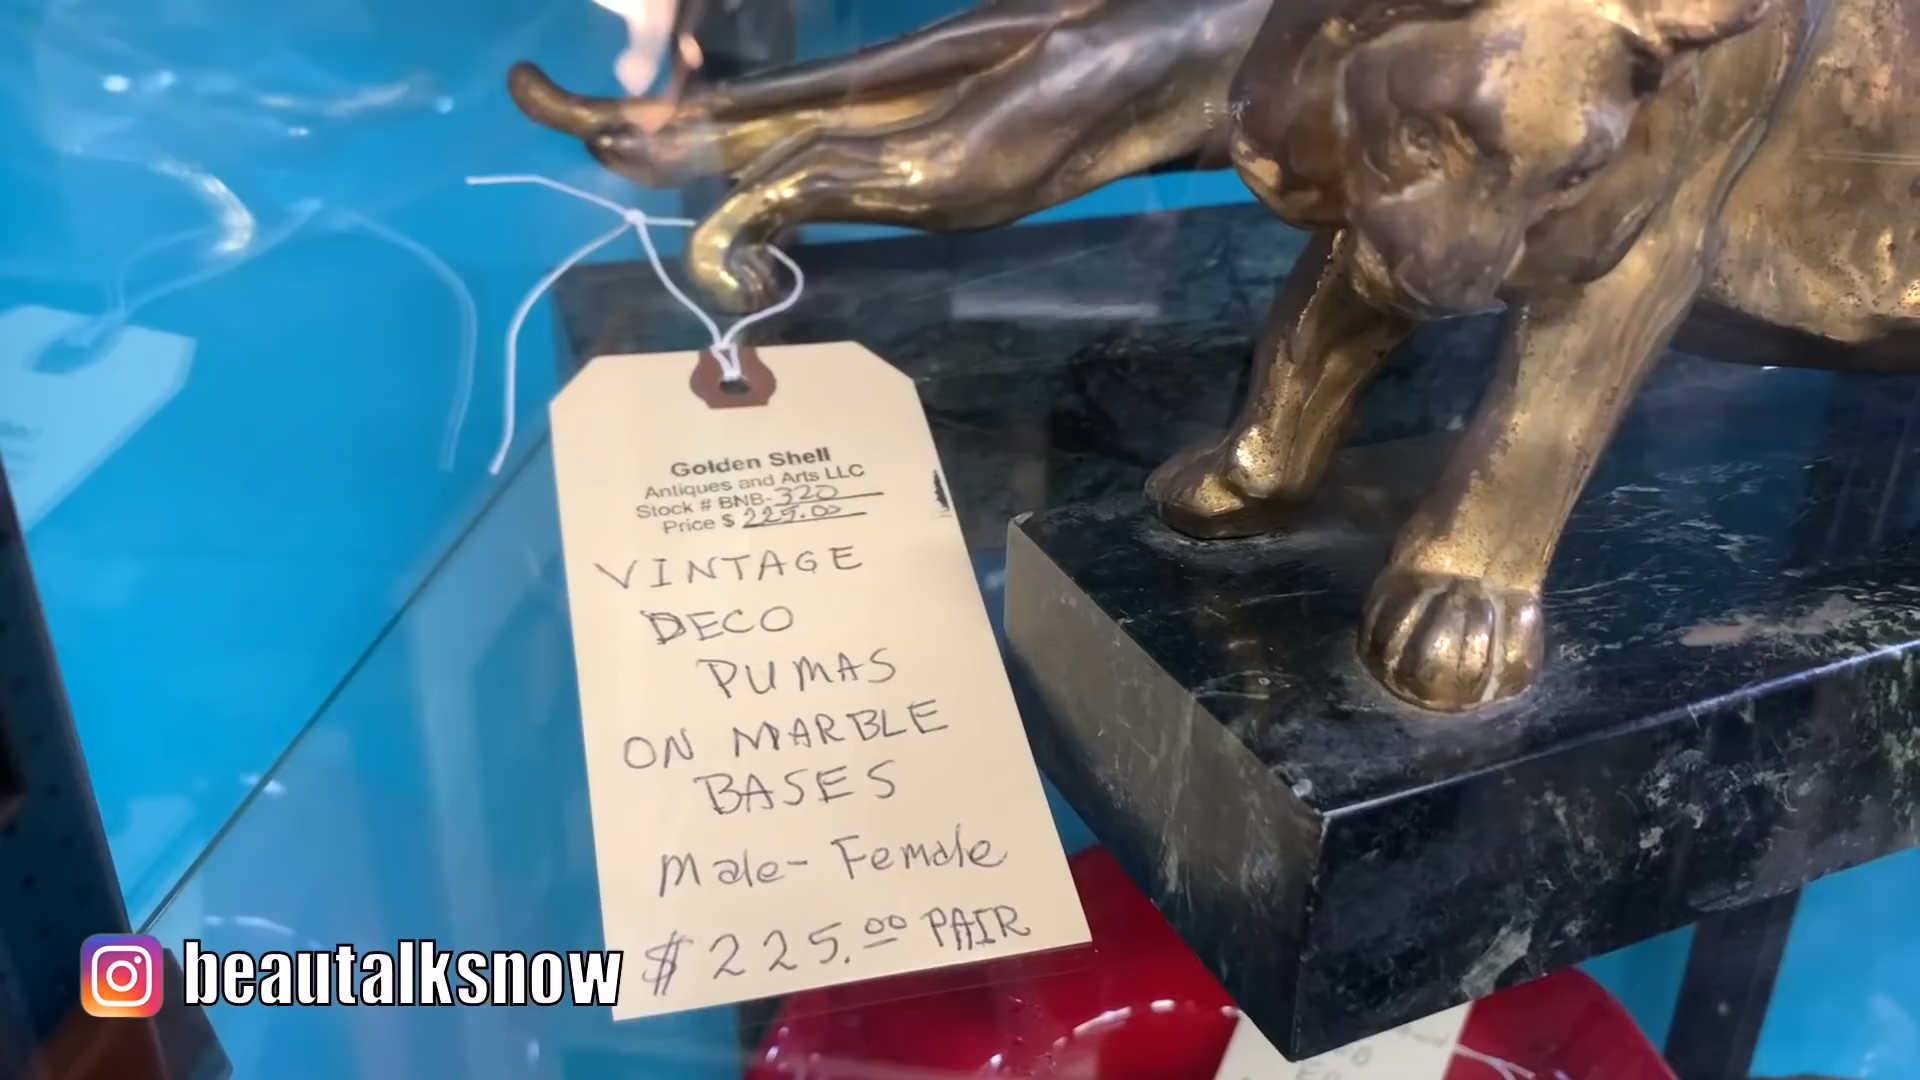 Golden Shell
Antiques and Arts LLC
Stock # BNB-320
Price $ 225.00
VINTAGE
DECO
PUMAS
ON MARBLE
BASES
Male-Female
$225.00 PAIR
beautalksnow